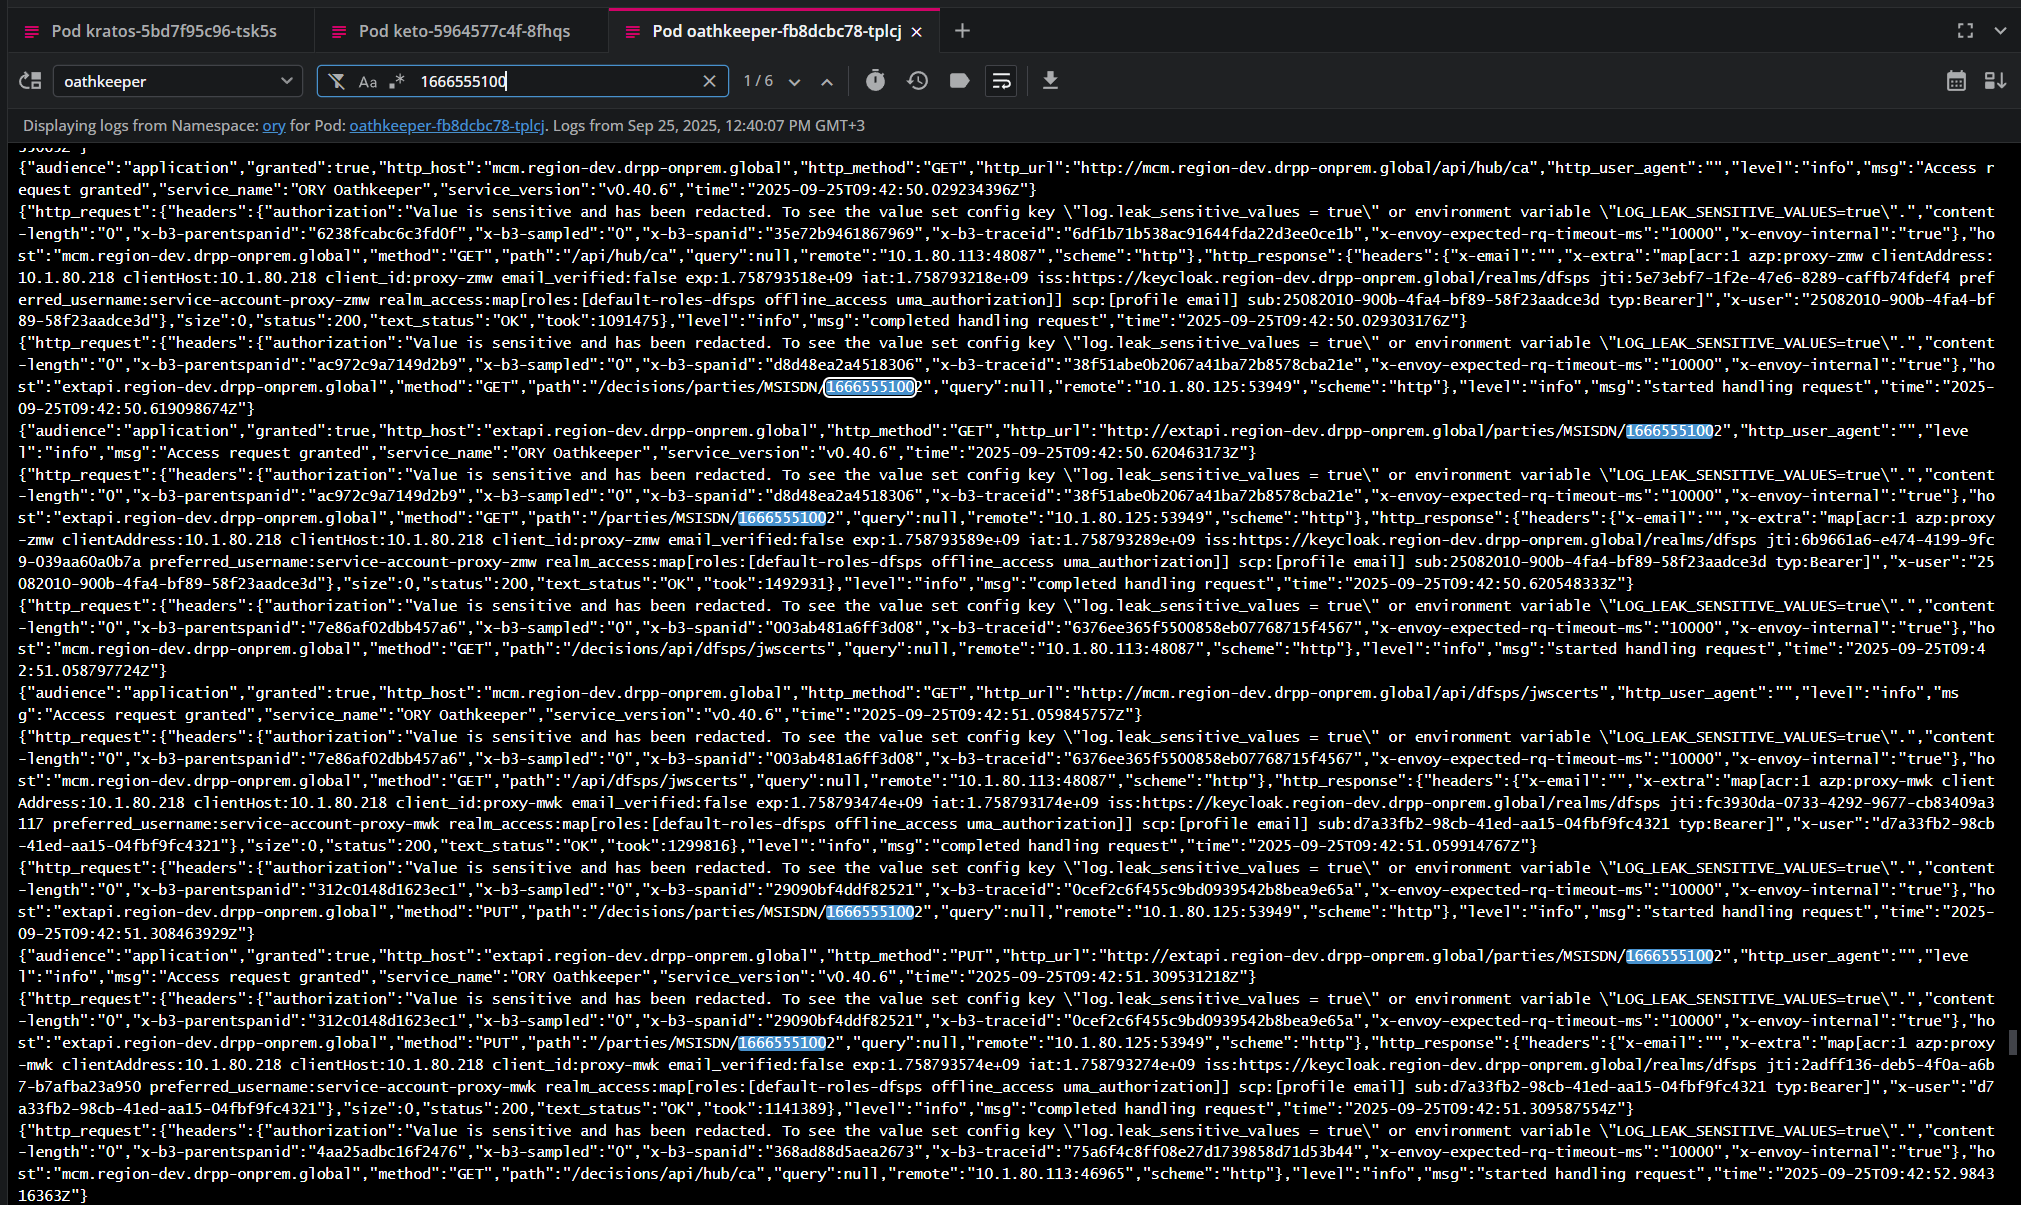 Pod kratos-5bd7f95c96-tsk5s
Pod keto-5964577c4f-8fhqs
Pod oathkeeper-fb8dcbc78-tplcj
oathkeeper
Aa
1666555100
1 / 6
Displaying logs from Namespace: ory for Pod: oathkeeper-fb8dcbc78-tplcj. Logs from Sep 25, 2025, 12:40:07 PM GMT+3
{"audience":"application","granted":true,"http_host":"mcm.region-dev.drpp-onprem.global","http_method":"GET","http_url":"http://mcm.region-dev.drpp-onprem.global/api/hub/ca","http_user_agent":"","level":"info","msg":"Access r
equest granted","service_name":"ORY Oathkeeper","service_version":"v0.40.6","time":"2025-09-25T09:42:50.029234396Z"}
{"http_request":{"headers":{"authorization":"Value is sensitive and has been redacted. To see the value set config key \"log.leak_sensitive_values = true\" or environment variable \"LOG_LEAK_SENSITIVE_VALUES=true\".","content
-length":"0","x-b3-parentspanid":"6238fcabc6c3fd0f","x-b3-sampled":"0","x-b3-spanid":"35e72b9461867969","x-b3-traceid":"6df1b71b538ac91644fda22d3ee0ce1b","x-envoy-expected-rq-timeout-ms":"10000","x-envoy-internal":"true"},"ho
st":"mcm.region-dev.drpp-onprem.global","method":"GET","path":"/api/hub/ca","query":null,"remote":"10.1.80.113:48087","scheme":"http"},"http_response":{"headers":{"x-email":"","x-extra":"map[acr:1 azp:proxy-zmw clientAddress:
10.1.80.218 clientHost:10.1.80.218 client_id:proxy-zmw email_verified:false exp:1.758793518e+09 iat:1.758793218e+09 iss:https://keycloak.region-dev.drpp-onprem.global/realms/dfsps jti:5e73ebf7-1f2e-47e6-8289-caffb74fdef4 pref
erred_username:service-account-proxy-zmw realm_access:map[roles:[default-roles-dfsps offline_access uma_authorization]] scp:[profile email] sub:25082010-900b-4fa4-bf89-58f23aadce3d typ:Bearer]","x-user":"25082010-900b-4fa4-bf
89-58f23aadce3d"},"size":0,"status":200,"text_status":"OK","took":1091475},"level":"info","msg":"completed handling request","time":"2025-09-25T09:42:50.029303176Z"}
{"http_request":{"headers":{"authorization":"Value is sensitive and has been redacted. To see the value set config key \"log.leak_sensitive_values = true\" or environment variable \"LOG_LEAK_SENSITIVE_VALUES=true\".","content
-length":"0","x-b3-parentspanid":"ac972c9a7149d2b9","x-b3-sampled":"0","x-b3-spanid":"d8d48ea2a4518306","x-b3-traceid":"38f51abe0b2067a41ba72b8578cba21e","x-envoy-expected-rq-timeout-ms":"10000","x-envoy-internal":"true"},"ho
st":"extapi.region-dev.drpp-onprem.global","method":"GET","path":"/decisions/parties/MSISDN/16665551002","query":null,"remote":"10.1.80.125:53949","scheme":"http"},"level":"info","msg":"started handling request","time":"2025-
09-25T09:42:50.619098674Z"}
{"audience":"application","granted":true,"http_host":"extapi.region-dev.drpp-onprem.global","http_method":"GET","http_url":"http://extapi.region-dev.drpp-onprem.global/parties/MSISDN/16665551002","http_user_agent":"","leve
l":"info","msg":"Access request granted","service_name":"ORY Oathkeeper","service_version":"v0.40.6","time":"2025-09-25T09:42:50.620463173Z"}
{"http_request":{"headers":{"authorization":"Value is sensitive and has been redacted. To see the value set config key \"log.leak_sensitive_values = true\" or environment variable \"LOG_LEAK_SENSITIVE_VALUES=true\".","content
-length":"0","x-b3-parentspanid":"ac972c9a7149d2b9","x-b3-sampled":"0","x-b3-spanid":"d8d48ea2a4518306","x-b3-traceid":"38f51abe0b2067a41ba72b8578cba21e","x-envoy-expected-rq-timeout-ms":"10000","x-envoy-internal":"true"},"ho
st":"extapi.region-dev.drpp-onprem.global","method":"GET","path":"/parties/MSISDN/16665551002","query":null,"remote":"10.1.80.125:53949","scheme":"http"},"http_response":{"headers":{"x-email":"","x-extra":"map[acr:1 azp:proxy
-zmw clientAddress:10.1.80.218 clientHost:10.1.80.218 client_id:proxy-zmw email_verified:false exp:1.758793589e+09 iat:1.758793289e+09 iss:https://keycloak.region-dev.drpp-onprem.global/realms/dfsps jti:6b9661a6-e474-4199-9fc
9-039aa60a0b7a preferred_username:service-account-proxy-zmw realm_access:map[roles:[default-roles-dfsps offline_access uma_authorization]] scp:[profile email] sub:25082010-900b-4fa4-bf89-58f23aadce3d typ:Bearer]","x-user":"25
082010-900b-4fa4-bf89-58f23aadce3d"},"size":0,"status":200,"text_status":"OK","took":1492931},"level":"info","msg":"completed handling request","time":"2025-09-25T09:42:50.620548333Z"}
{"http_request":{"headers":{"authorization":"Value is sensitive and has been redacted. To see the value set config key \"log.leak_sensitive_values = true\" or environment variable \"LOG_LEAK_SENSITIVE_VALUES=true\".","content
-length":"0","x-b3-parentspanid":"7e86af02dbb457a6","x-b3-sampled":"0","x-b3-spanid":"003ab481a6ff3d08","x-b3-traceid":"6376ee365f5500858eb07768715f4567","x-envoy-expected-rq-timeout-ms":"10000","x-envoy-internal":"true"},"ho
st":"mcm.region-dev.drpp-onprem.global","method":"GET","path":"/decisions/api/dfsps/jwscerts","query":null,"remote":"10.1.80.113:48087","scheme":"http"},"level":"info","msg":"started handling request","time":"2025-09-25T09:4
2:51.058797724Z"}
{"audience":"application","granted":true,"http_host":"mcm.region-dev.drpp-onprem.global","http_method":"GET","http_url":"http://mcm.region-dev.drpp-onprem.global/api/dfsps/jwscerts","http_user_agent":"","level":"info","ms
g":"Access request granted","service_name":"ORY Oathkeeper","service_version":"v0.40.6","time":"2025-09-25T09:42:51.059845757Z"}
{"http_request":{"headers":{"authorization":"Value is sensitive and has been redacted. To see the value set config key \"log.leak_sensitive_values = true\" or environment variable \"LOG_LEAK_SENSITIVE_VALUES=true\".","content
-length":"0","x-b3-parentspanid":"7e86af02dbb457a6","x-b3-sampled":"0","x-b3-spanid":"003ab481a6ff3d08","x-b3-traceid":"6376ee365f5500858eb07768715f4567","x-envoy-expected-rq-timeout-ms":"10000","x-envoy-internal":"true"},"ho
st":"mcm.region-dev.drpp-onprem.global","method":"GET","path":"/api/dfsps/jwscerts","query":null,"remote":"10.1.80.113:48087","scheme":"http"},"http_response":{"headers":{"x-email":"","x-extra":"map[acr:1 azp:proxy-mwk client
Address:10.1.80.218 clientHost:10.1.80.218 client_id:proxy-mwk email_verified:false exp:1.758793474e+09 iat:1.758793174e+09 iss:https://keycloak.region-dev.drpp-onprem.global/realms/dfsps jti:fc3930da-0733-4292-9677-cb83409a3
117 preferred_username:service-account-proxy-mwk realm_access:map[roles:[default-roles-dfsps offline_access uma_authorization]] scp:[profile email] sub:d7a33fb2-98cb-41ed-aa15-04fbf9fc4321 typ:Bearer]","x-user":"d7a33fb2-98cb
-41ed-aa15-04fbf9fc4321"},"size":0,"status":200,"text_status":"OK","took":1299816},"level":"info","msg":"completed handling request","time":"2025-09-25T09:42:51.059914767Z"}
{"http_request":{"headers":{"authorization":"Value is sensitive and has been redacted. To see the value set config key \"log.leak_sensitive_values = true\" or environment variable \"LOG_LEAK_SENSITIVE_VALUES=true\".","content
-length":"0","x-b3-parentspanid":"312c0148d1623ec1","x-b3-sampled":"0","x-b3-spanid":"29090bf4ddf82521","x-b3-traceid":"0cef2c6f455c9bd0939542b8bea9e65a","x-envoy-expected-rq-timeout-ms":"10000","x-envoy-internal":"true"},"ho
st":"extapi.region-dev.drpp-onprem.global","method":"PUT","path":"/decisions/parties/MSISDN/16665551002","query":null,"remote":"10.1.80.125:53949","scheme":"http"},"level":"info","msg":"started handling request","time":"2025-
09-25T09:42:51.308463929Z"}
{"audience":"application","granted":true,"http_host":"extapi.region-dev.drpp-onprem.global","http_method":"PUT","http_url":"http://extapi.region-dev.drpp-onprem.global/parties/MSISDN/16665551002","http_user_agent":"","leve
l":"info","msg":"Access request granted","service_name":"ORY Oathkeeper","service_version":"v0.40.6","time":"2025-09-25T09:42:51.309531218Z"}
{"http_request":{"headers":{"authorization":"Value is sensitive and has been redacted. To see the value set config key \"log.leak_sensitive_values = true\" or environment variable \"LOG_LEAK_SENSITIVE_VALUES=true\".","content
-length":"0","x-b3-parentspanid":"312c0148d1623ec1","x-b3-sampled":"0","x-b3-spanid":"29090bf4ddf82521","x-b3-traceid":"0cef2c6f455c9bd0939542b8bea9e65a","x-envoy-expected-rq-timeout-ms":"10000","x-envoy-internal":"true"},"ho
st":"extapi.region-dev.drpp-onprem.global","method":"PUT","path":"/parties/MSISDN/16665551002","query":null,"remote":"10.1.80.125:53949","scheme":"http"},"http_response":{"headers":{"x-email":"","x-extra":"map[acr:1 azp:proxy
-mwk clientAddress:10.1.80.218 clientHost:10.1.80.218 client_id:proxy-mwk email_verified:false exp:1.758793574e+09 iat:1.758793274e+09 iss:https://keycloak.region-dev.drpp-onprem.global/realms/dfsps jti:2adff136-deb5-4f0a-a6b
7-b7afba23a950 preferred_username:service-account-proxy-mwk realm_access:map[roles:[default-roles-dfsps offline_access uma_authorization]] scp:[profile email] sub:d7a33fb2-98cb-41ed-aa15-04fbf9fc4321 typ:Bearer]","x-user":"d7
a33fb2-98cb-41ed-aa15-04fbf9fc4321"},"size":0,"status":200,"text_status":"OK","took":1141389},"level":"info","msg":"completed handling request","time":"2025-09-25T09:42:51.309587554Z"}
{"http_request":{"headers":{"authorization":"Value is sensitive and has been redacted. To see the value set config key \"log.leak_sensitive_values = true\" or environment variable \"LOG_LEAK_SENSITIVE_VALUES=true\".","content
-length":"0","x-b3-parentspanid":"4aa25adbc16f2476","x-b3-sampled":"0","x-b3-spanid":"368ad88d5aea2673","x-b3-traceid":"75a6f4c8ff08e27d1739858d71d53b44","x-envoy-expected-rq-timeout-ms":"10000","x-envoy-internal":"true"},"ho
st":"mcm.region-dev.drpp-onprem.global","method":"GET","path":"/decisions/api/hub/ca","query":null,"remote":"10.1.80.113:46965","scheme":"http"},"level":"info","msg":"started handling request","time":"2025-09-25T09:42:52.9843
16363Z"}